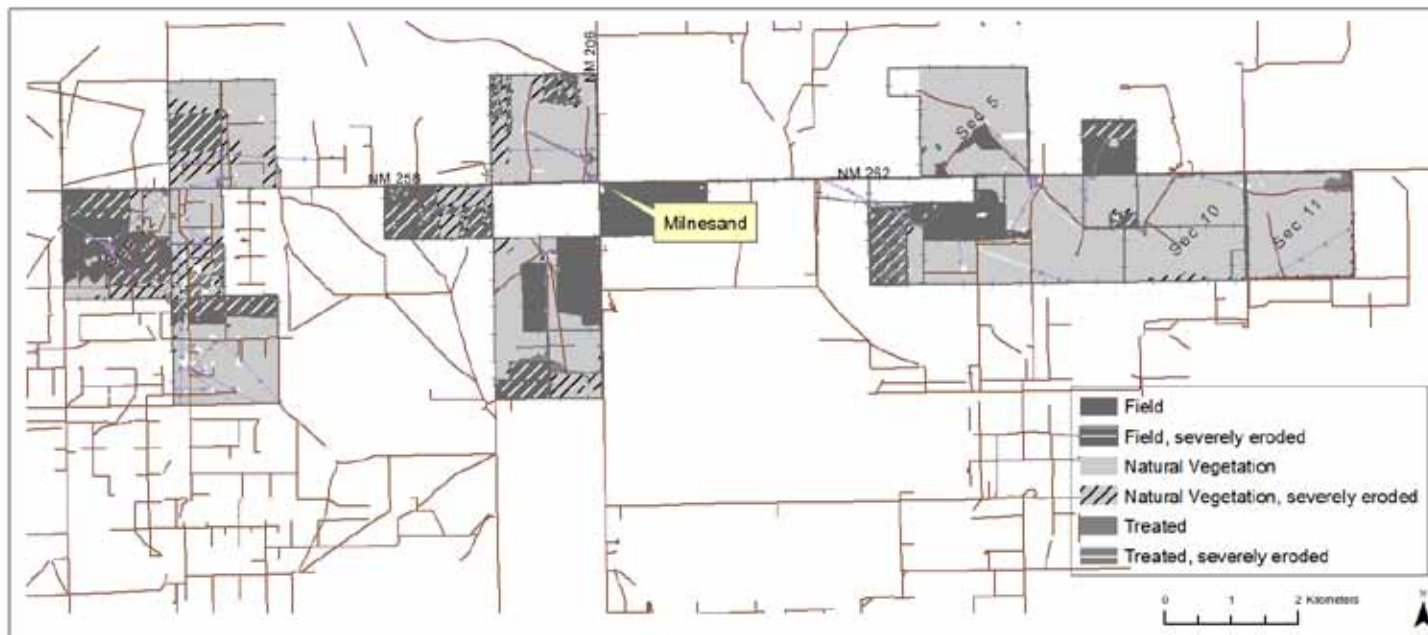 NM 206
Sec 5
NM 258
NM 262
Milnesand
Sec 10
Sec 11
Field
Field, severely eroded
Natural Vegetation
Natural Vegetation, severely eroded
Treated
Treated, severely eroded
0 1 2 Kilometers
N